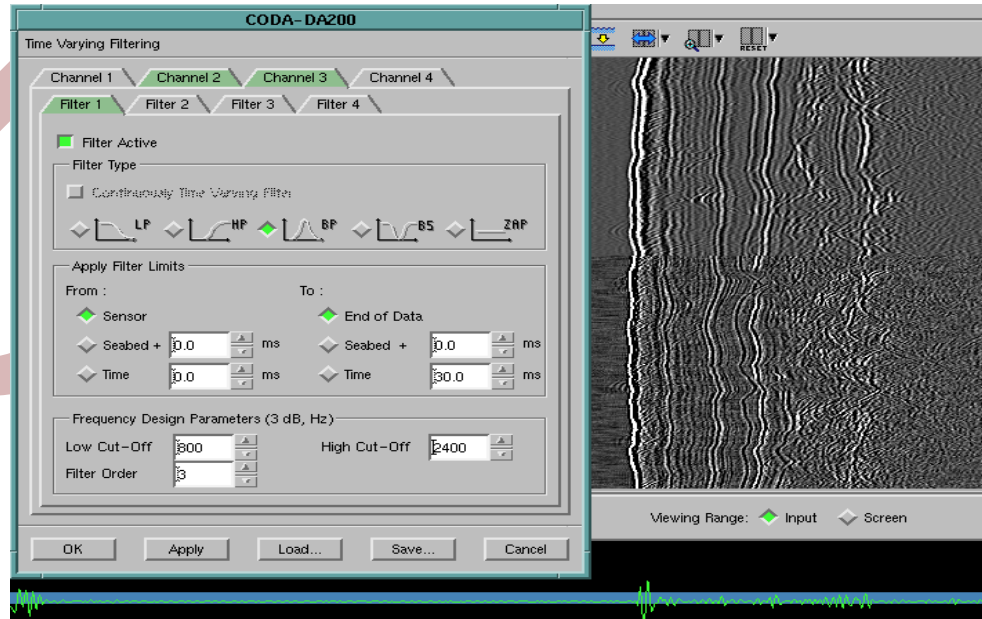 CODA-DA200
Time Varying Filtering
RESET
Channel 1 Channel 2 Channel 3 Channel 4
Filter 1 Filter 2 Filter 3 Filter 4
Filter Active
Filter Type
Continuously Time Varying Filter
LP HP BP BS ZAP
Apply Filter Limits
From : To :
Sensor End of Data
Seabed + 0.0 ms Seabed + 0.0 ms
Time 0.0 ms Time 30.0 ms
Frequency Design Parameters (3 dB, Hz)
Low Cut-Off 800 High Cut-Off 2400
Filter Order 3
Viewing Range: Input Screen
OK Apply Load... Save... Cancel